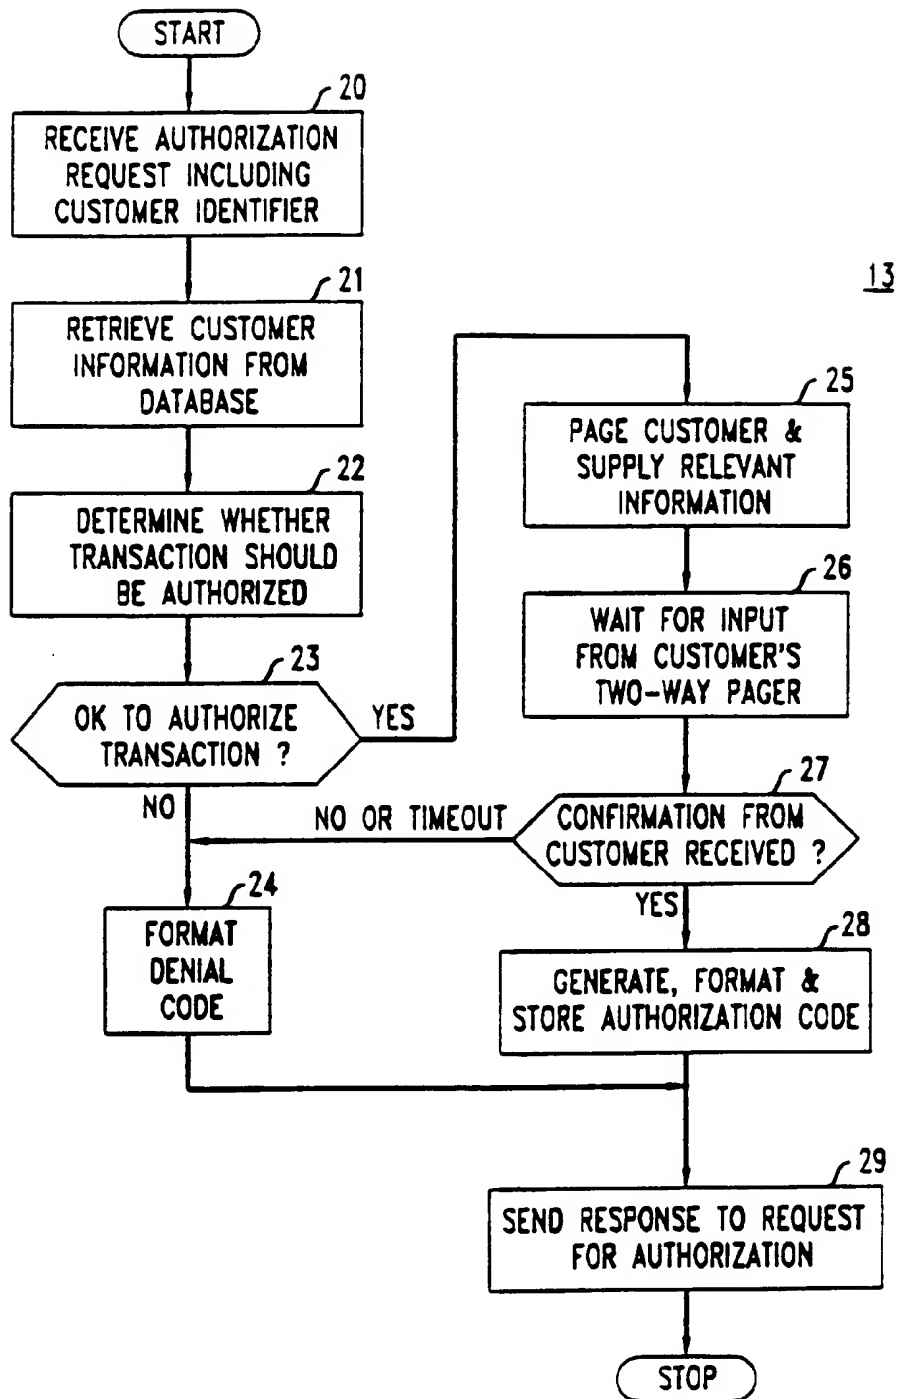 START
20
RECEIVE AUTHORIZATION
REQUEST INCLUDING
CUSTOMER IDENTIFIER
21
RETRIEVE CUSTOMER
INFORMATION FROM
DATABASE
22
DETERMINE WHETHER
TRANSACTION SHOULD
BE AUTHORIZED
23
OK TO AUTHORIZE
TRANSACTION ?
YES
NO
24
FORMAT
DENIAL
CODE
13
25
PAGE CUSTOMER &
SUPPLY RELEVANT
INFORMATION
26
WAIT FOR INPUT
FROM CUSTOMER'S
TWO-WAY PAGER
27
CONFIRMATION FROM
CUSTOMER RECEIVED ?
NO OR TIMEOUT
YES
28
GENERATE, FORMAT &
STORE AUTHORIZATION CODE
29
SEND RESPONSE TO REQUEST
FOR AUTHORIZATION
STOP